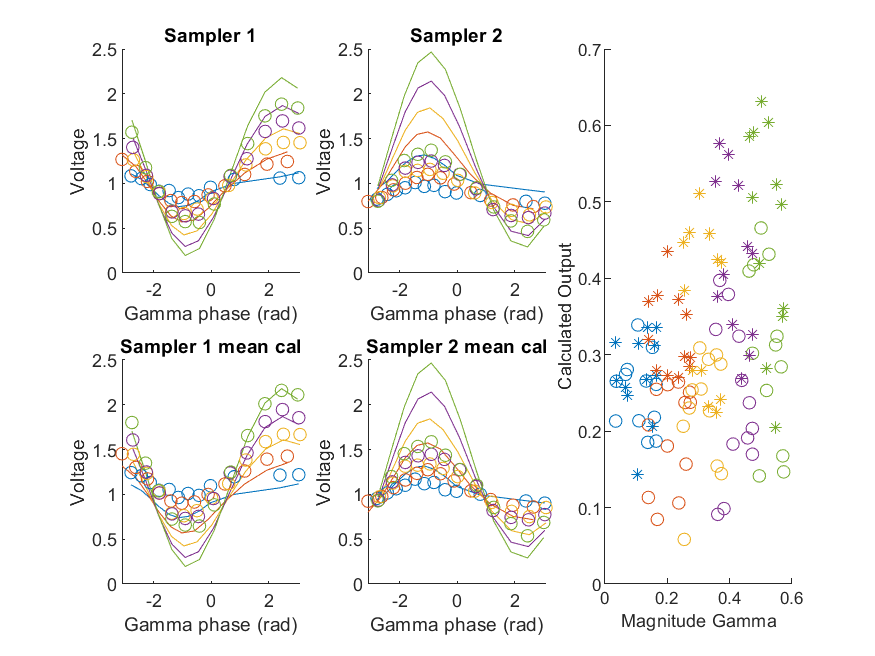 Sampler 1
2.5
2
1.5
1
0.5
0
Voltage
-2 0 2
Gamma phase (rad)
Sampler 2
2.5
2
1.5
1
0.5
0
Voltage
-2 0 2
Gamma phase (rad)
Sampler 1 mean cal
2.5
2
1.5
1
0.5
0
Voltage
-2 0 2
Gamma phase (rad)
Sampler 2 mean cal
2.5
2
1.5
1
0.5
0
Voltage
-2 0 2
Gamma phase (rad)
0.7
0.6
0.5
0.4
0.3
0.2
0.1
0
Calculated Output
0 0.2 0.4 0.6
Magnitude Gamma